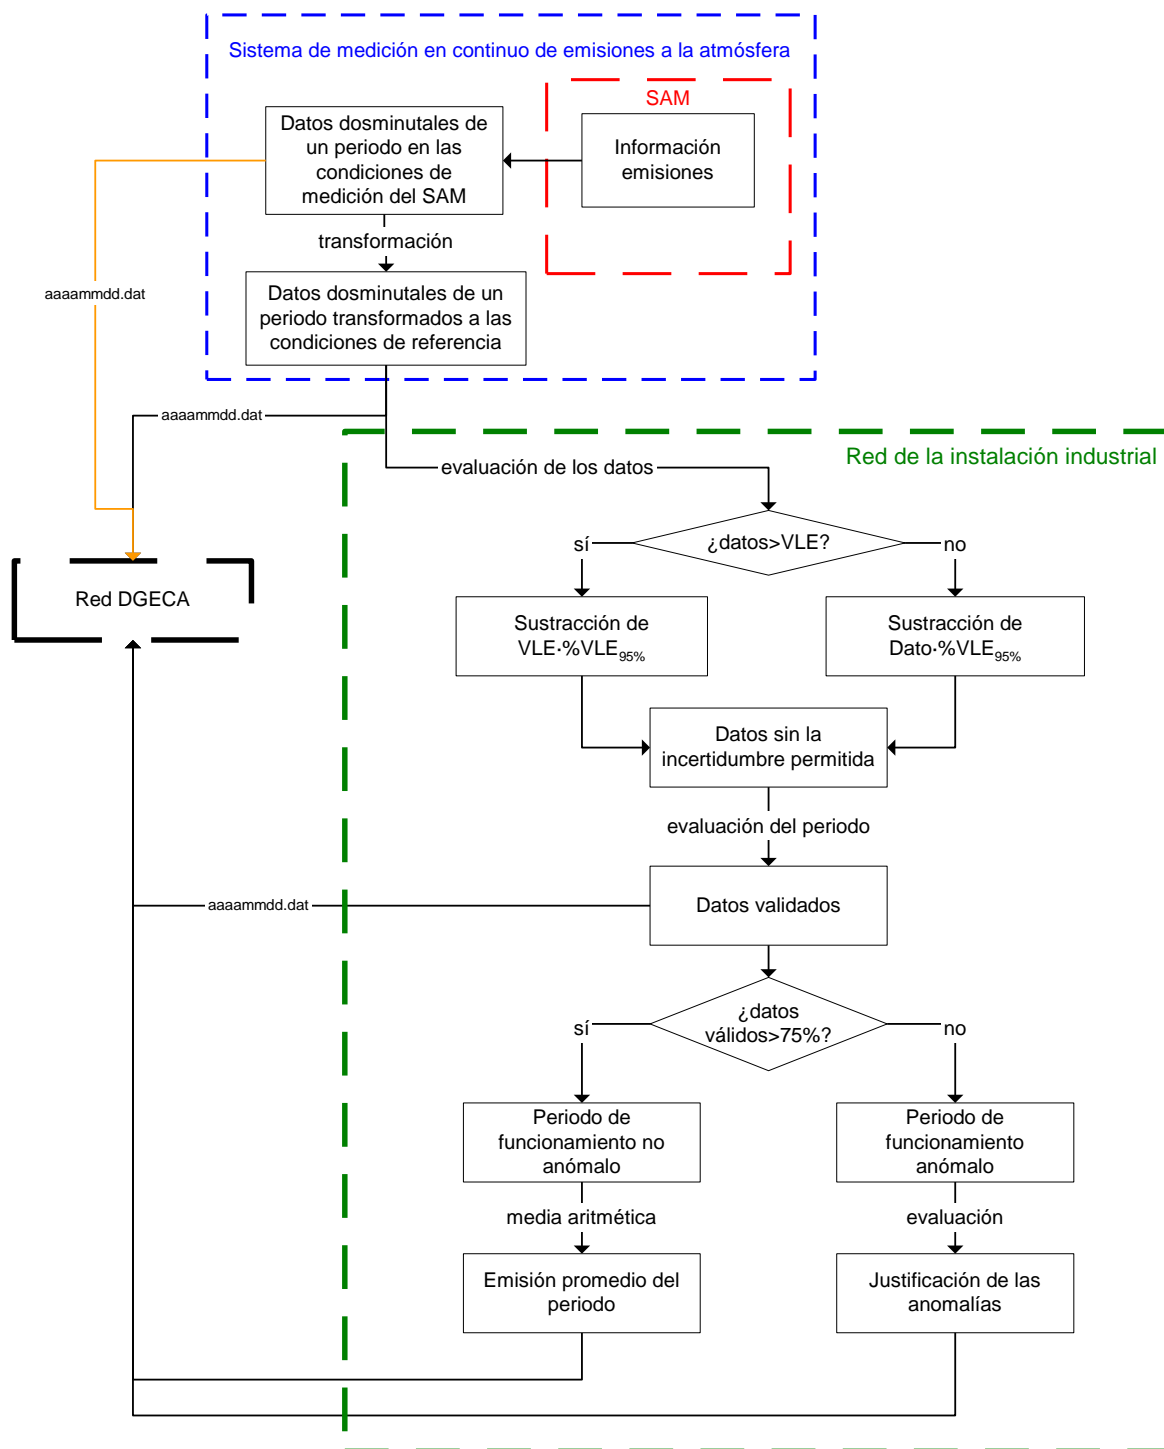 Sistema de medición en continuo de emisiones a la atmósfera
SAM
Datos dosminutales de
un periodo en las
condiciones de
medición del SAM
Información
emisiones
transformación
aaaammdd.dat
Datos dosminutales de un
periodo transformados a las
condiciones de referencia
aaaammdd.dat
Red de la instalación industrial
evaluación de los datos
¿datos>VLE?
sí
no
Red DGECA
Sustracción de
VLE·%VLE95%
Sustracción de
Dato·%VLE95%
Datos sin la
incertidumbre permitida
evaluación del periodo
Datos validados
aaaammdd.dat
¿datos
válidos>75%?
sí
no
Periodo de
funcionamiento no
anómalo
Periodo de
funcionamiento
anómalo
media aritmética
evaluación
Emisión promedio del
periodo
Justificación de las
anomalías